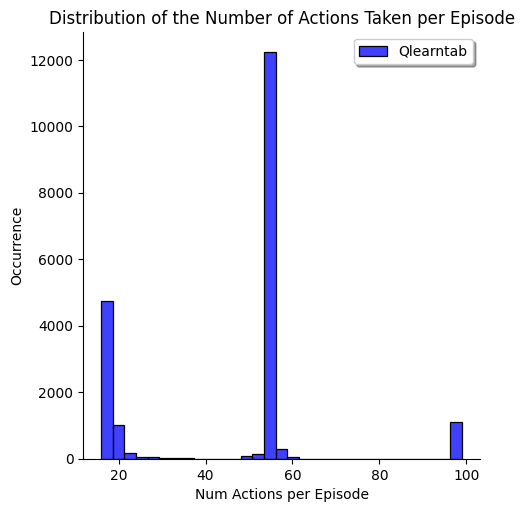 Distribution of the Number of Actions Taken per Episode
Qlearntab
12000
10000
8000
6000
4000
2000
0
Occurrence
20 40 60 80 100
Num Actions per Episode